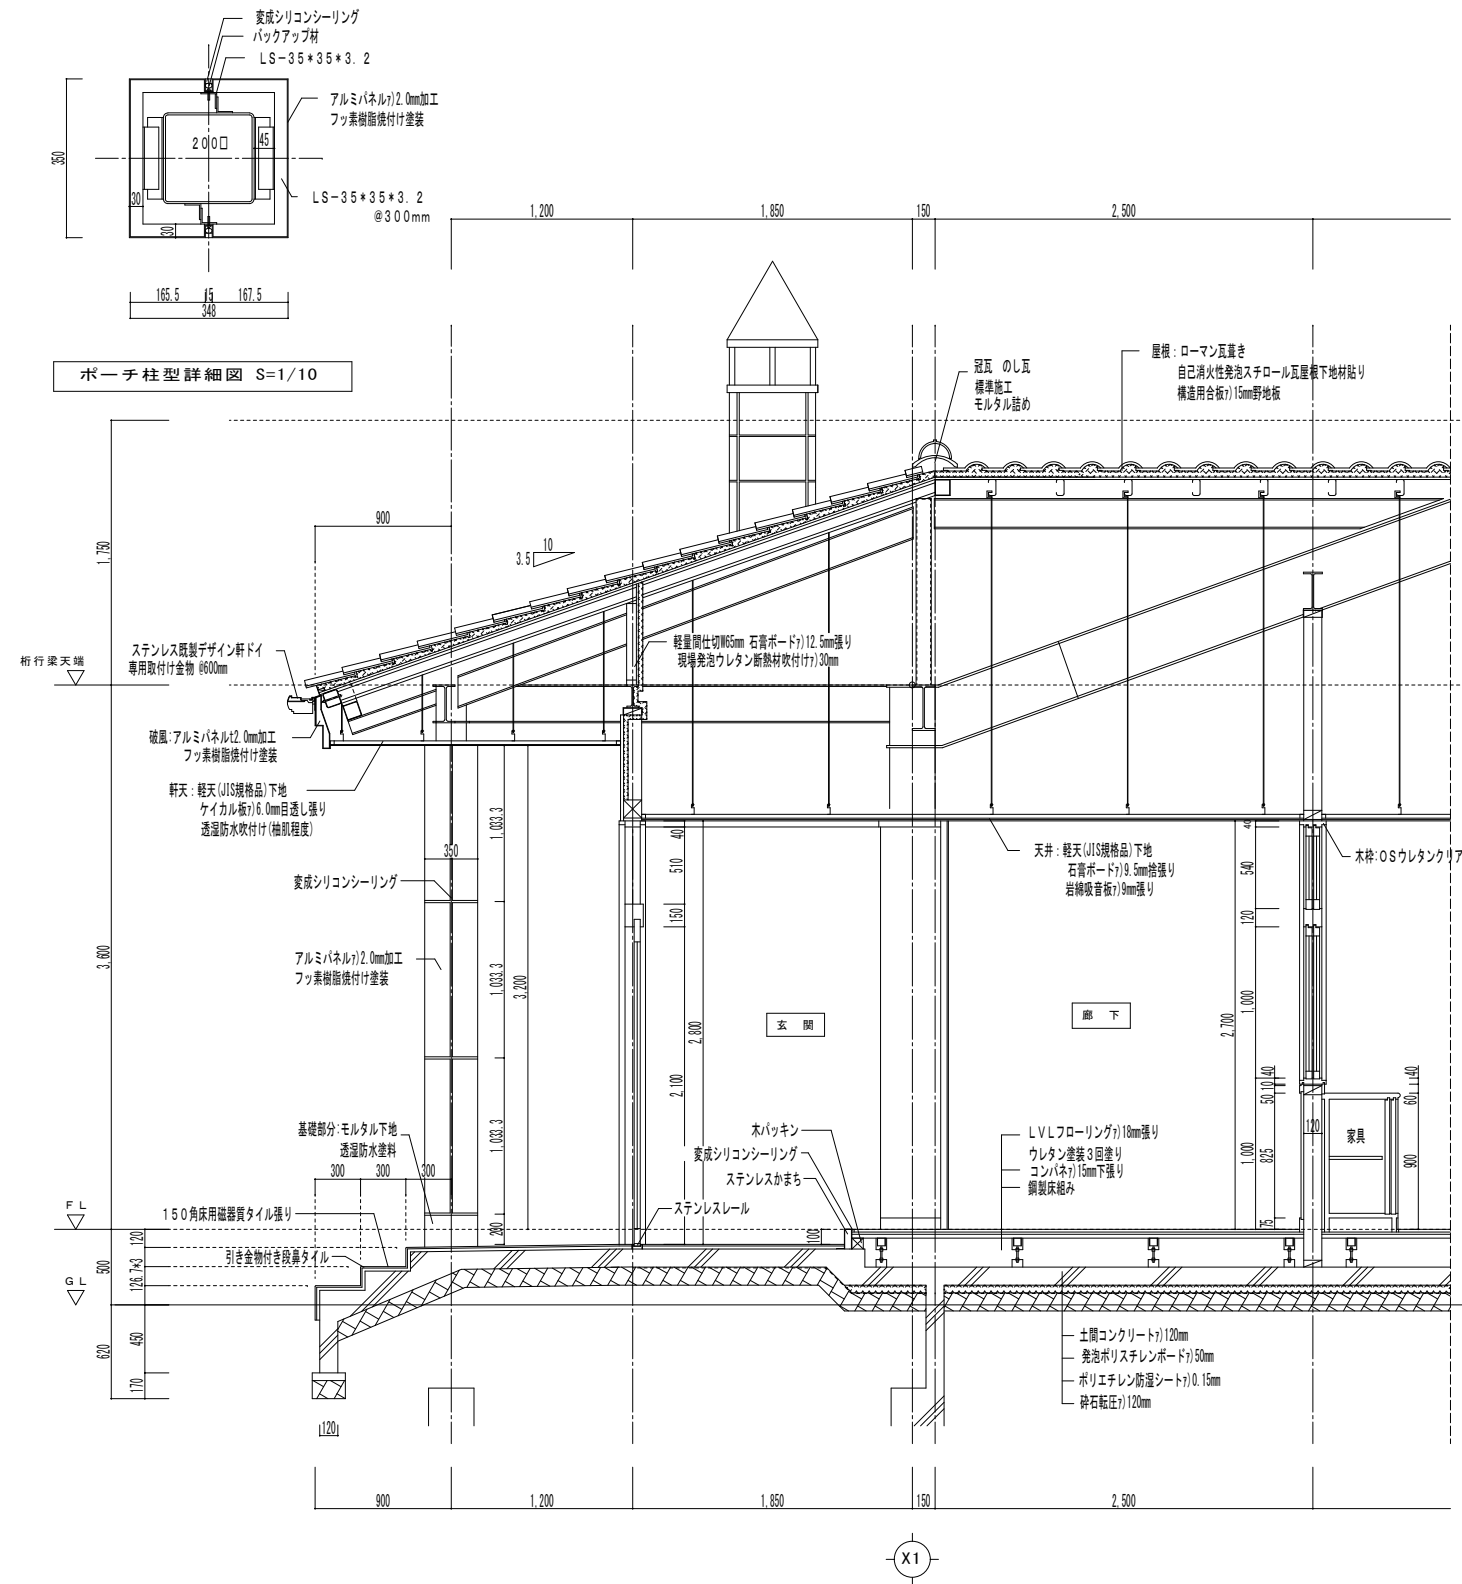 変成シリコンシーリング
バックアップ材
LS-35*35*3.2
アルミパネルｱ)2.0mm加工
フッ素樹脂焼付け塗装
200□
45
350
30
30
LS-35*35*3.2
@300mm
165.5
15
167.5
348
ポーチ柱型詳細図 S=1/10
1,200
1,850
150
2,500
屋根：ローマン瓦葺き
自己消火性発泡スチロール瓦屋根下地材貼り
構造用合板ｱ)15mm野地板
冠瓦 のし瓦
標準施工
モルタル詰め
1,750
900
10
3.5
ステンレス既製デザイン軒ドイ
専用取付け金物 @600mm
桁行梁天端
軽量間仕切W65mm 石膏ボードｱ)12.5mm張り
現場発泡ウレタン断熱材吹付けｱ)30mm
破風：アルミパネルt2.0mm加工
フッ素樹脂焼付け塗装
軒天：軽天(JIS規格品)下地
ケイカル板ｱ)6.0mm目透し張り
透湿防水吹付け(柚肌程度)
1,033.3
350
40
510
150
天井：軽天(JIS規格品)下地
石膏ボードｱ)9.5mm捨張り
岩綿吸音板ｱ)9mm張り
40
540
120
木枠:OSウレタンクリア
変成シリコンシーリング
アルミパネルｱ)2.0mm加工
フッ素樹脂焼付け塗装
3,600
1,033.3
3,200
2,800
2,100
玄 関
廊 下
2,700
1,000
40
10
50
40
60
1,033.3
基礎部分：モルタル下地
透湿防水塗料
300
300
300
木パッキン
変成シリコンシーリング
ステンレスかまち
ステンレスレール
LVLフローリングｱ)18mm張り
ウレタン塗装3回塗り
コンパネｱ)15mm下張り
鋼製床組み
1,000
825
120
家具
900
75
FL
150角床用磁器質タイル張り
引き金物付き段鼻タイル
200
100
120
500
126.7*3
GL
620
450
170
120
土間コンクリートｱ)120mm
発泡ポリスチレンボードｱ)50mm
ポリエチレン防湿シートｱ)0.15mm
砕石転圧ｱ)120mm
900
1,200
1,850
150
2,500
X1